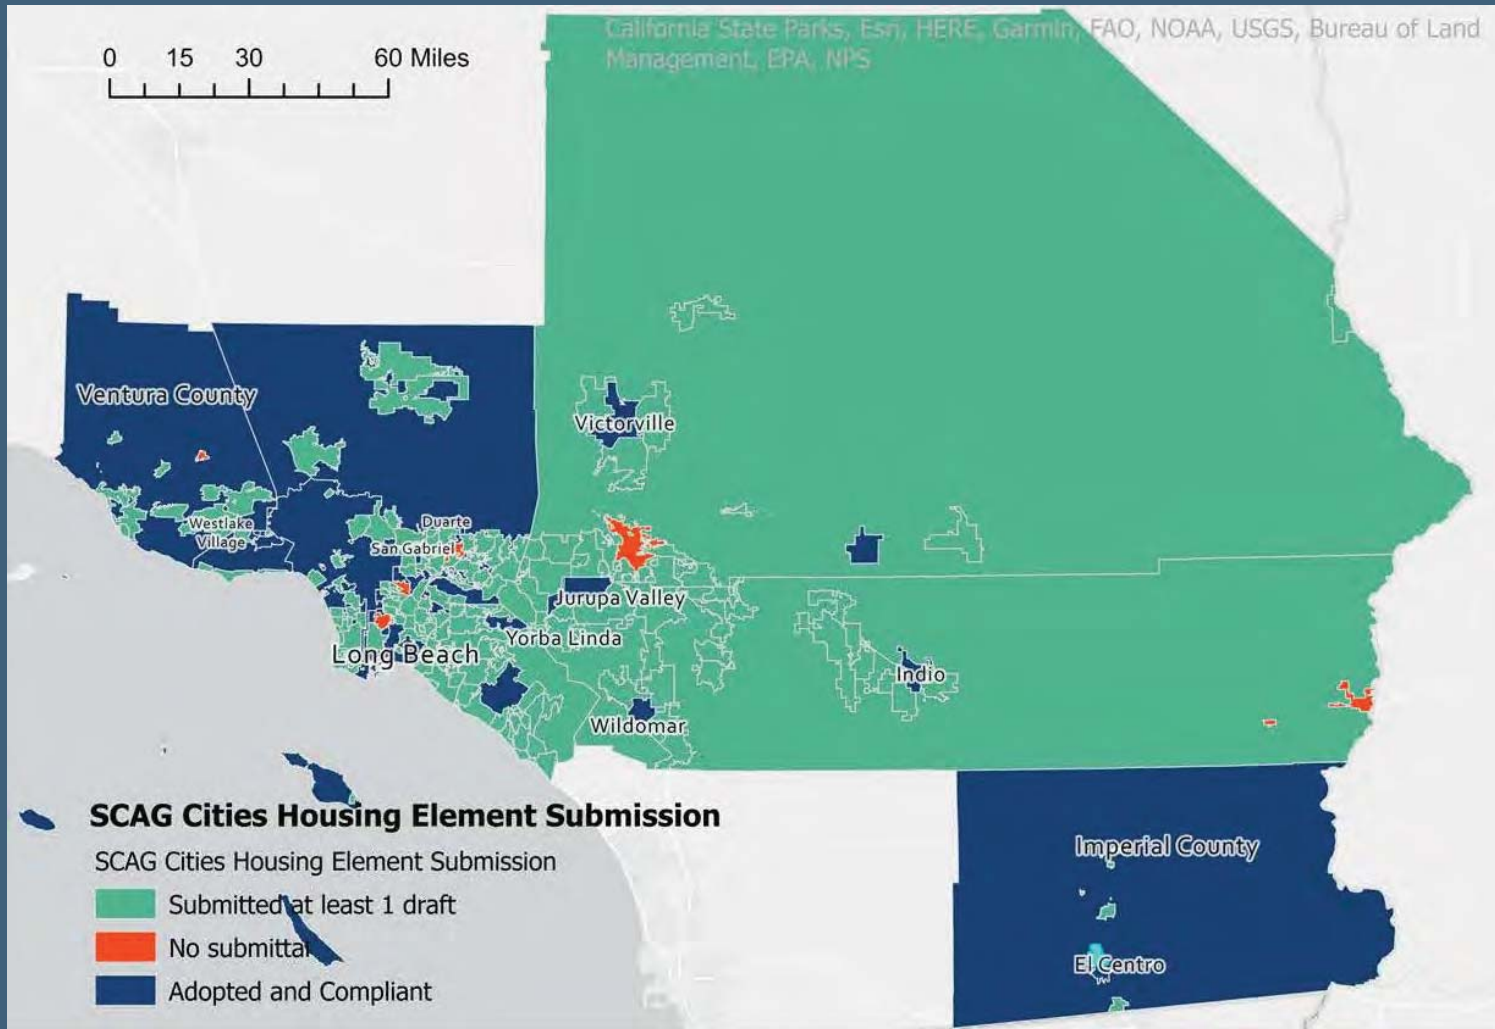 California State Parks, Esri, HERE, Garmin, FAO, NOAA, USGS, Bureau of Land
Management, EPA, NPS
0 15 30 60 Miles
Ventura County
Victorville
Westlake
Village
Duarte
San Gabriel
Jurupa Valley
Yorba Linda
Long Beach
Indio
Wildomar
SCAG Cities Housing Element Submission
SCAG Cities Housing Element Submission
Submitted at least 1 draft
No submittal
Adopted and Compliant
Imperial County
El Centro